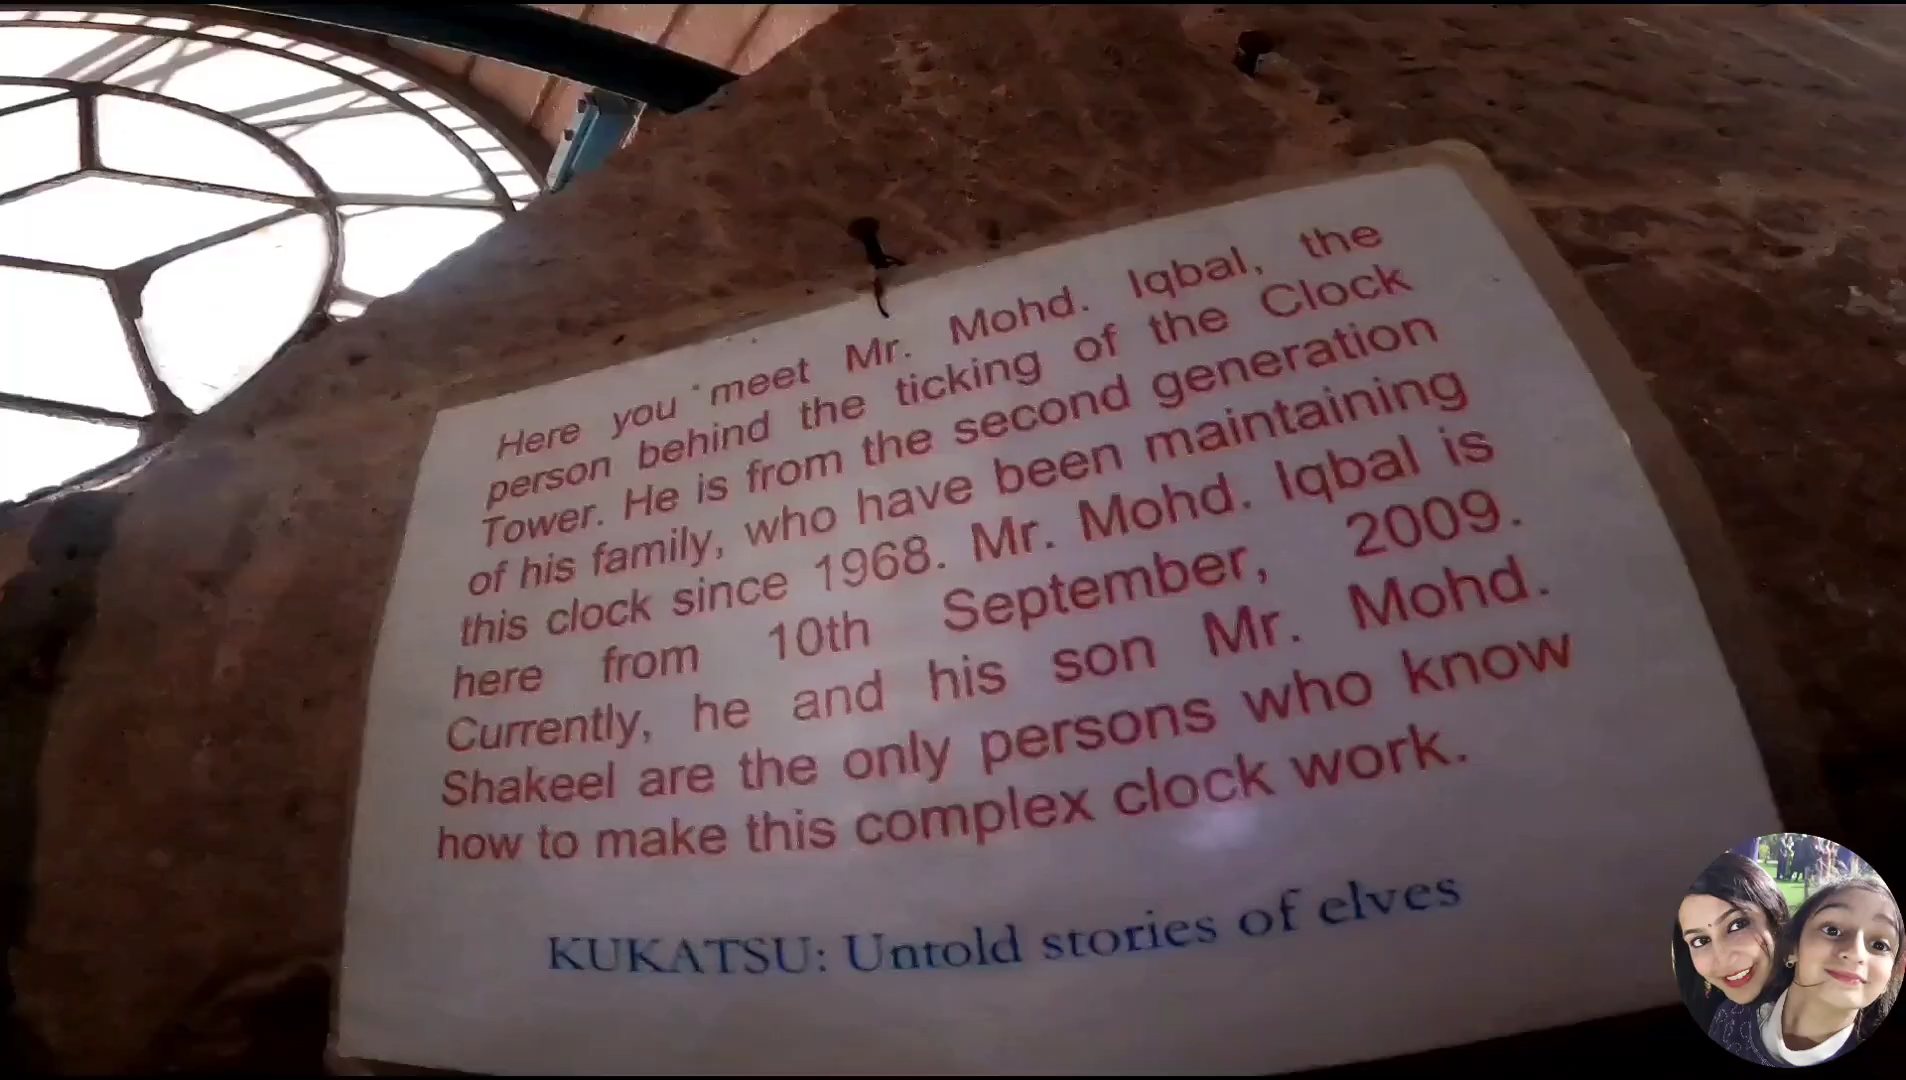 Here you meet Mr. Mohd. Iqbal, the
person behind the ticking of the Clock
Tower. He is from the second generation
of his family, who have been maintaining
this clock since 1968. Mr. Mohd. Iqbal is
here from 10th September, 2009.
Currently, he and his son Mr. Mohd.
Shakeel are the only persons who know
how to make this complex clock work.
KUKATSU: Untold stories of elves